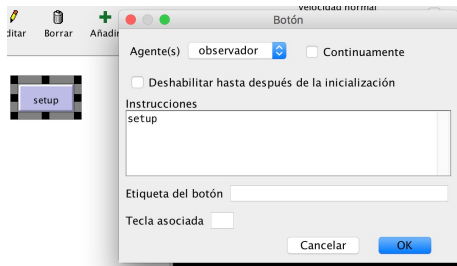 velocidad normal
ditar Borrar Añadir
Botón
Agente(s) observador Continuamente
Deshabilitar hasta después de la inicialización
setup
Instrucciones
setup
Etiqueta del botón
Tecla asociada
Cancelar OK